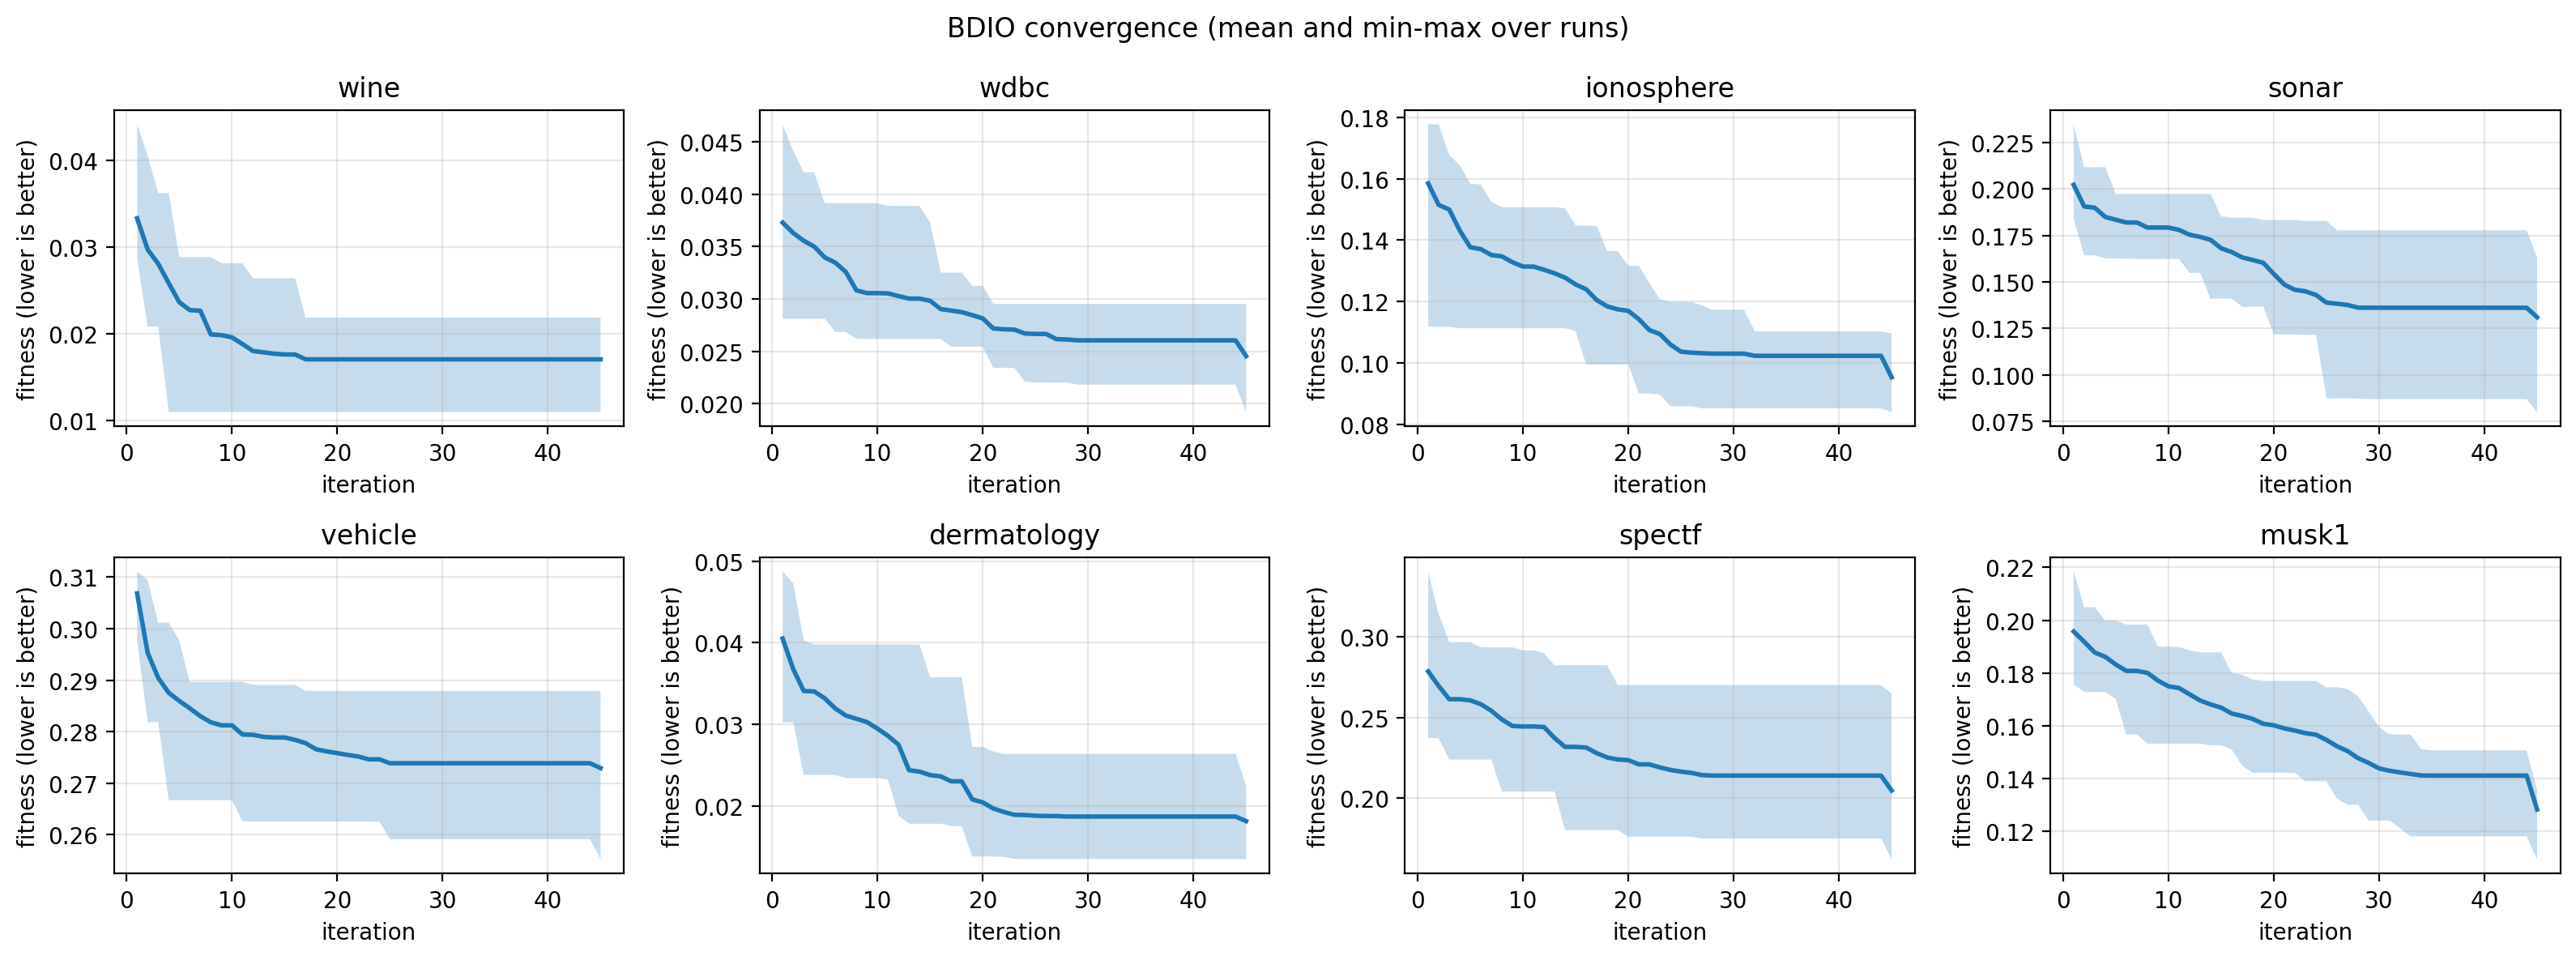 BDIO convergence (mean and min-max over runs)
wine
fitness (lower is better)
0.04
0.03
0.02
0.01
0 10 20 30 40
iteration
wdbc
fitness (lower is better)
0.045
0.040
0.035
0.030
0.025
0.020
0 10 20 30 40
iteration
ionosphere
fitness (lower is better)
0.18
0.16
0.14
0.12
0.10
0.08
0 10 20 30 40
iteration
sonar
fitness (lower is better)
0.225
0.200
0.175
0.150
0.125
0.100
0.075
0 10 20 30 40
iteration
vehicle
fitness (lower is better)
0.31
0.30
0.29
0.28
0.27
0.26
0 10 20 30 40
iteration
dermatology
fitness (lower is better)
0.05
0.04
0.03
0.02
0 10 20 30 40
iteration
spectf
fitness (lower is better)
0.30
0.25
0.20
0 10 20 30 40
iteration
musk1
fitness (lower is better)
0.22
0.20
0.18
0.16
0.14
0.12
0 10 20 30 40
iteration